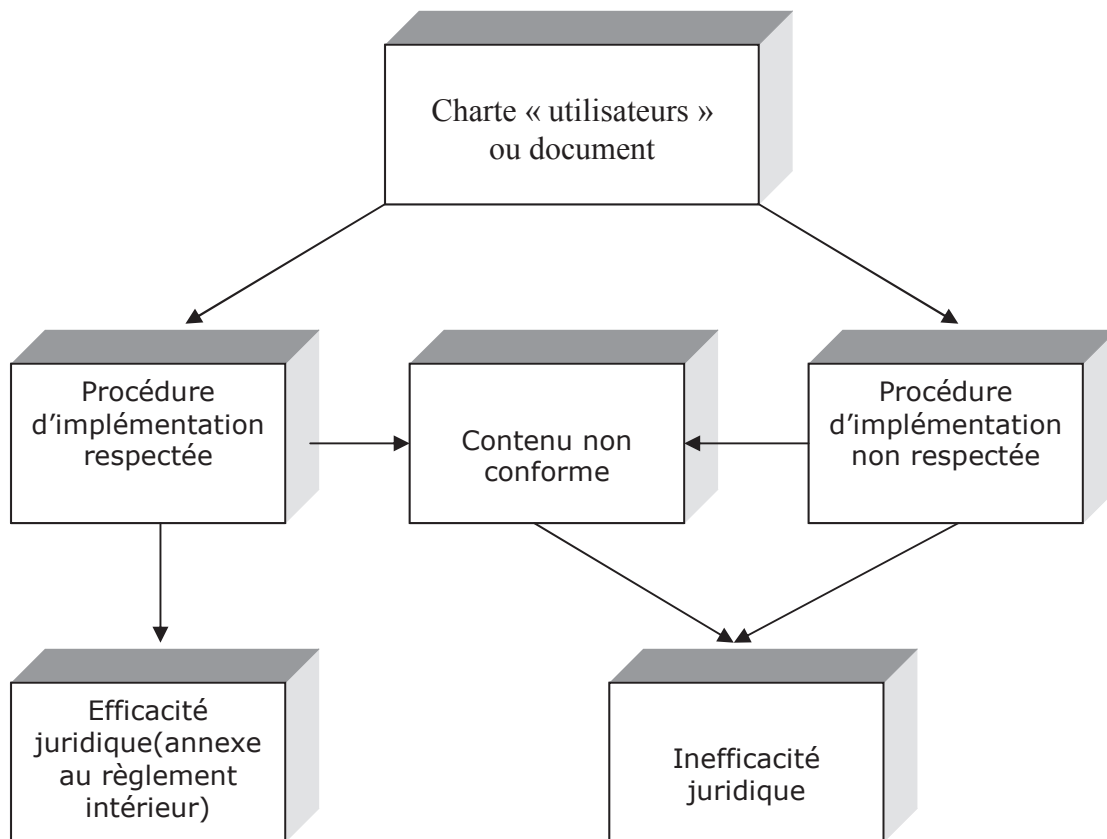 Charte « utilisateurs »
ou document
Procédure
d’implémentation
respectée
Contenu non
conforme
Procédure
d’implémentation
non respectée
Efficacité
juridique(annexe
au règlement
intérieur)
Inefficacité
juridique